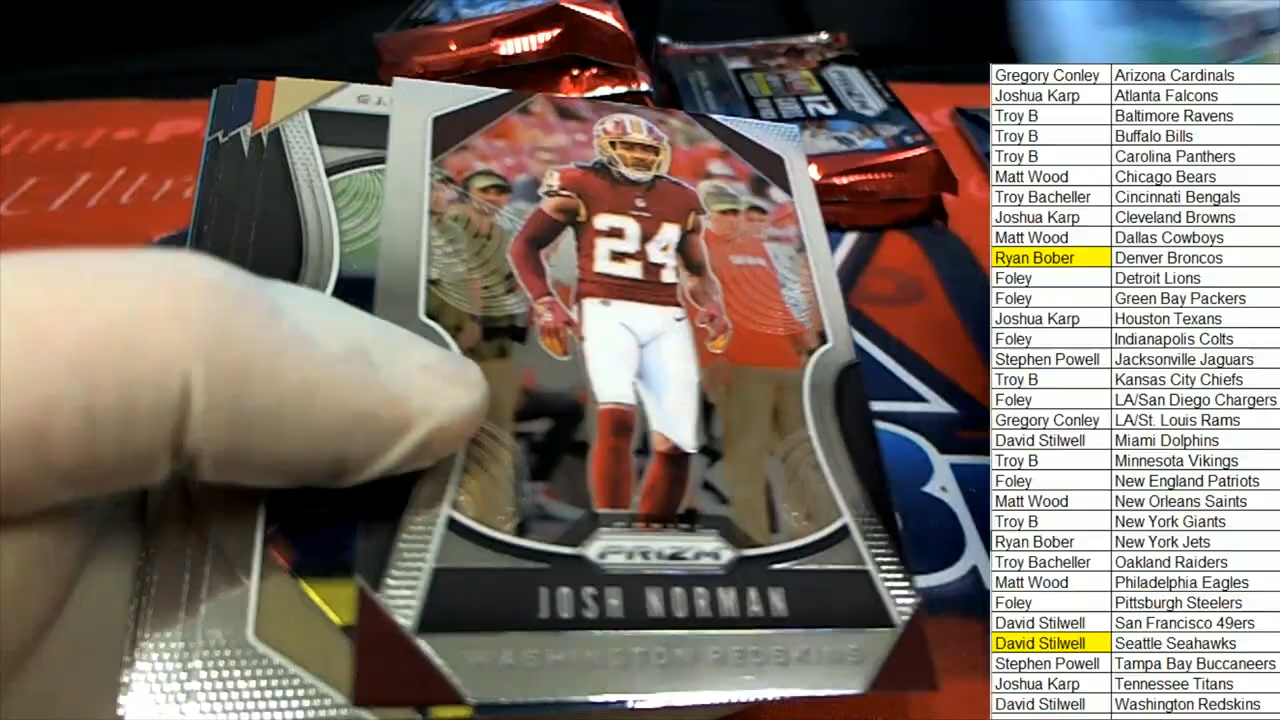 G.J.
24
PANINI
PRIZM
JOSH NORMAN
WASHINGTON REDSKINS
12
Gregory Conley Arizona Cardinals
Joshua Karp Atlanta Falcons
Troy B Baltimore Ravens
Troy B Buffalo Bills
Troy B Carolina Panthers
Matt Wood Chicago Bears
Troy Bacheller Cincinnati Bengals
Joshua Karp Cleveland Browns
Matt Wood Dallas Cowboys
Ryan Bober Denver Broncos
Foley Detroit Lions
Foley Green Bay Packers
Joshua Karp Houston Texans
Foley Indianapolis Colts
Stephen Powell Jacksonville Jaguars
Troy B Kansas City Chiefs
Foley LA/San Diego Chargers
Gregory Conley LA/St. Louis Rams
David Stilwell Miami Dolphins
Troy B Minnesota Vikings
Foley New England Patriots
Matt Wood New Orleans Saints
Troy B New York Giants
Ryan Bober New York Jets
Troy Bacheller Oakland Raiders
Matt Wood Philadelphia Eagles
Foley Pittsburgh Steelers
David Stilwell San Francisco 49ers
David Stilwell Seattle Seahawks
Stephen Powell Tampa Bay Buccaneers
Joshua Karp Tennessee Titans
David Stilwell Washington Redskins